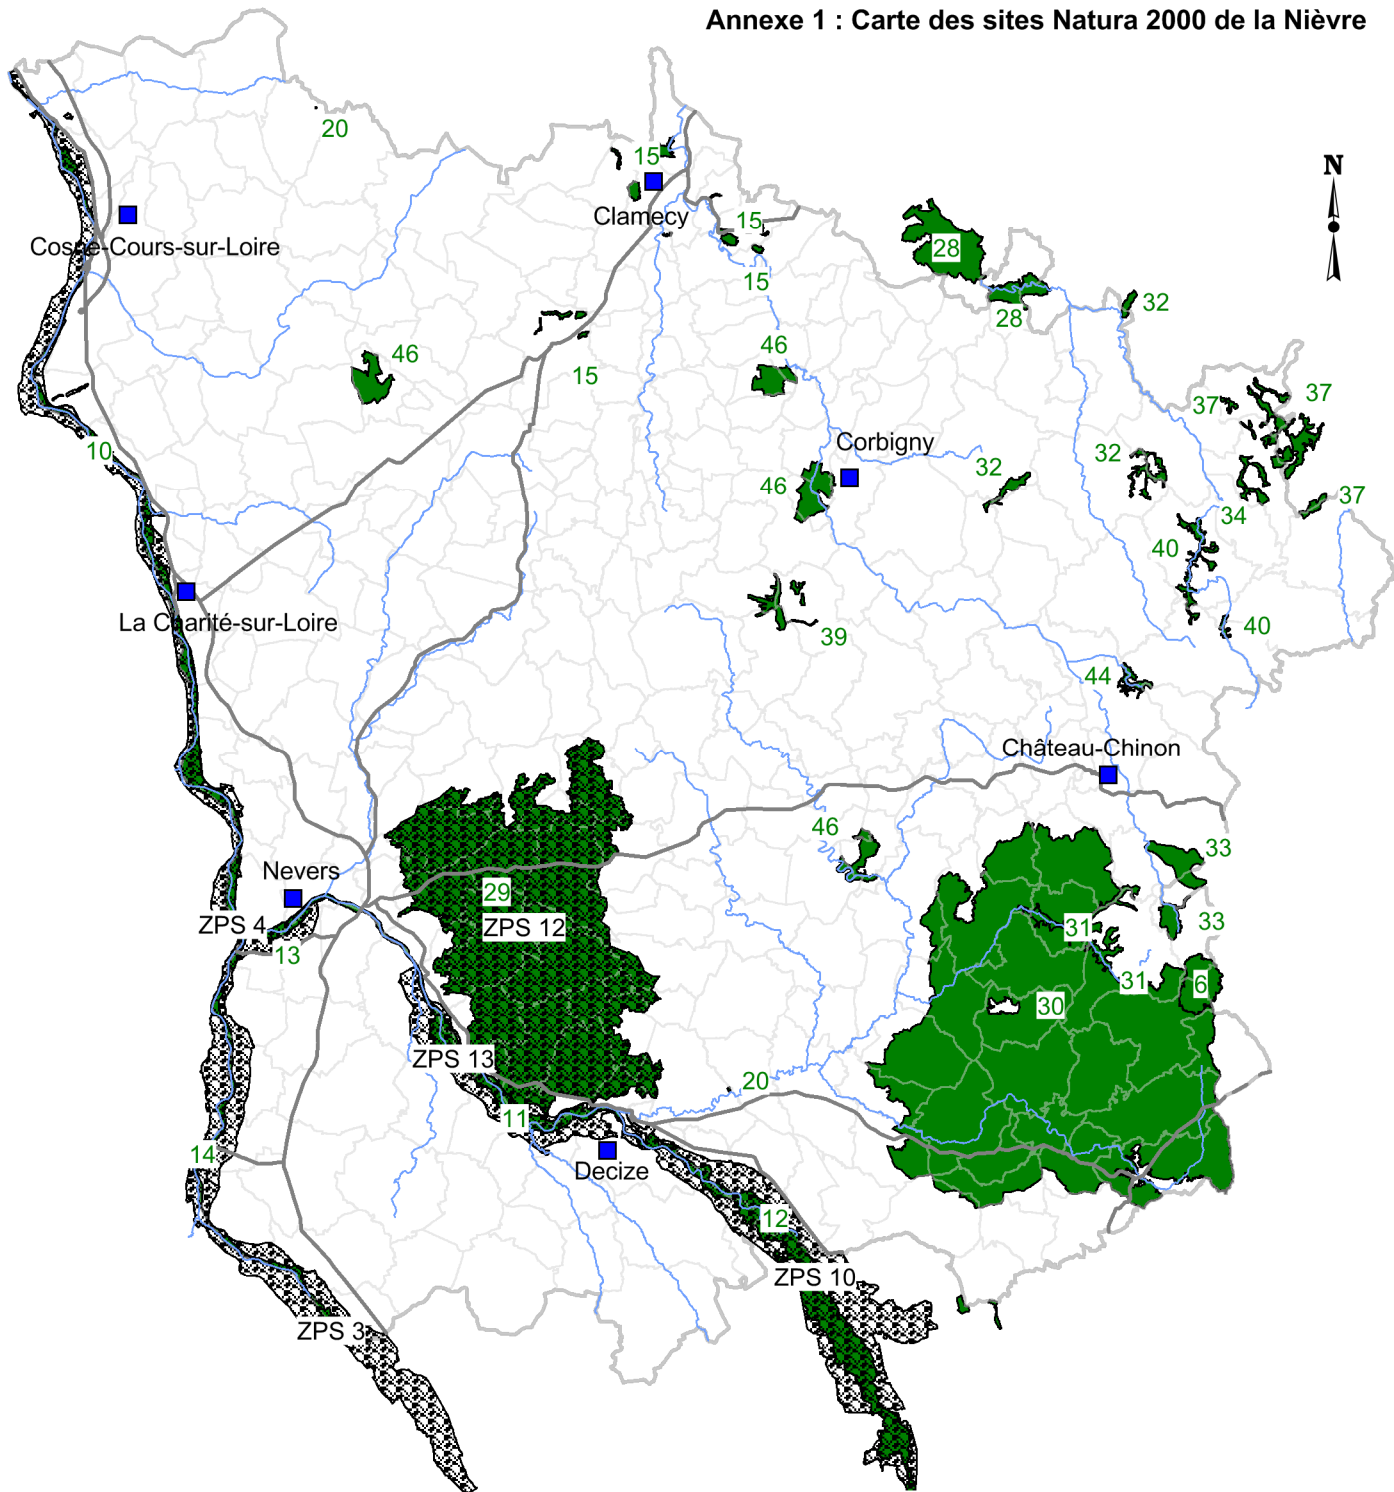 Annexe 1 : Carte des sites Natura 2000 de la Nièvre
20
15
N
Clamecy
15
Cosne-Cours-sur-Loire
28
15
32
28
46
46
15
37
37
10
Corbigny
32
32
46
37
34
40
La Charité-sur-Loire
40
39
44
Château-Chinon
46
33
Nevers
29
ZPS 4
ZPS 12
31
33
13
31
6
30
ZPS 13
20
11
14
Decize
12
ZPS 10
ZPS 3